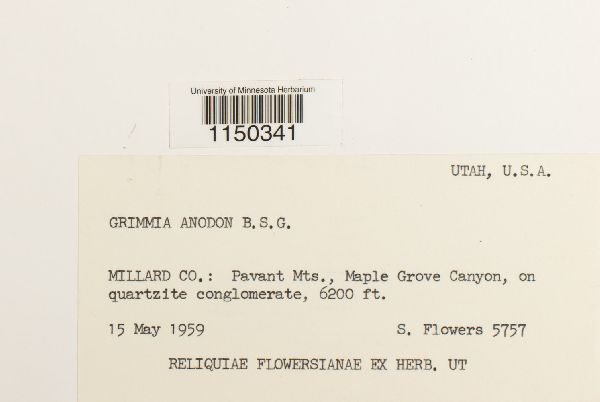 University of Minnesota Herbarium
1150341
UTAH, U.S.A.
GRIMMIA ANODON B.S.G.
MILLARD CO.: Pavant Mts., Maple Grove Canyon, on
quartzite conglomerate, 6200 ft.
15 May 1959 S. Flowers 5757
RELIQUIAE FLOWERSIANAE EX HERB. UT